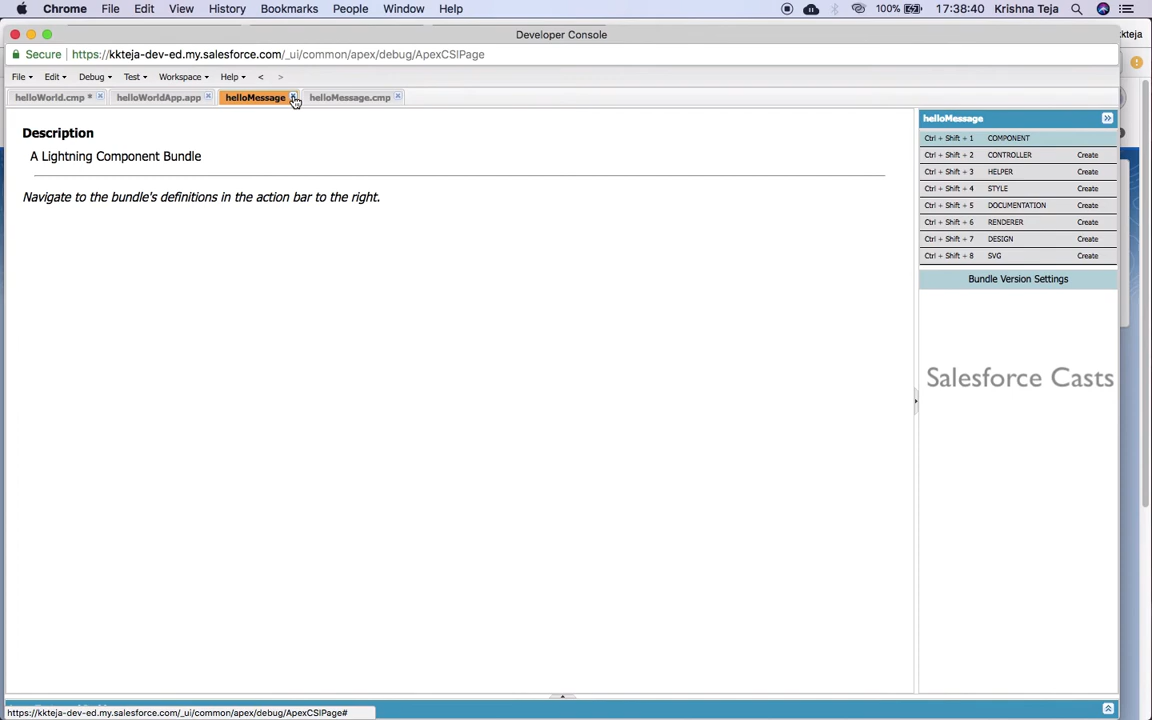 Chrome File Edit View History Bookmarks People Window Help 100% 17:38:40 Krishna Teja
Developer Console
Secure https://kkteja-dev-ed.my.salesforce.com/_ui/common/apex/debug/ApexCSIPage
kteja
File Edit Debug Test Workspace Help < >
helloWorld.cmp * helloWorldApp.app helloMessage helloMessage.cmp
Description
A Lightning Component Bundle
Navigate to the bundle's definitions in the action bar to the right.
helloMessage
Ctrl + Shift + 1 COMPONENT
Ctrl + Shift + 2 CONTROLLER Create
Ctrl + Shift + 3 HELPER Create
Ctrl + Shift + 4 STYLE Create
Ctrl + Shift + 5 DOCUMENTATION Create
Ctrl + Shift + 6 RENDERER Create
Ctrl + Shift + 7 DESIGN Create
Ctrl + Shift + 8 SVG Create
Bundle Version Settings
Salesforce Casts
https://kkteja-dev-ed.my.salesforce.com/_ui/common/apex/debug/ApexCSIPage#